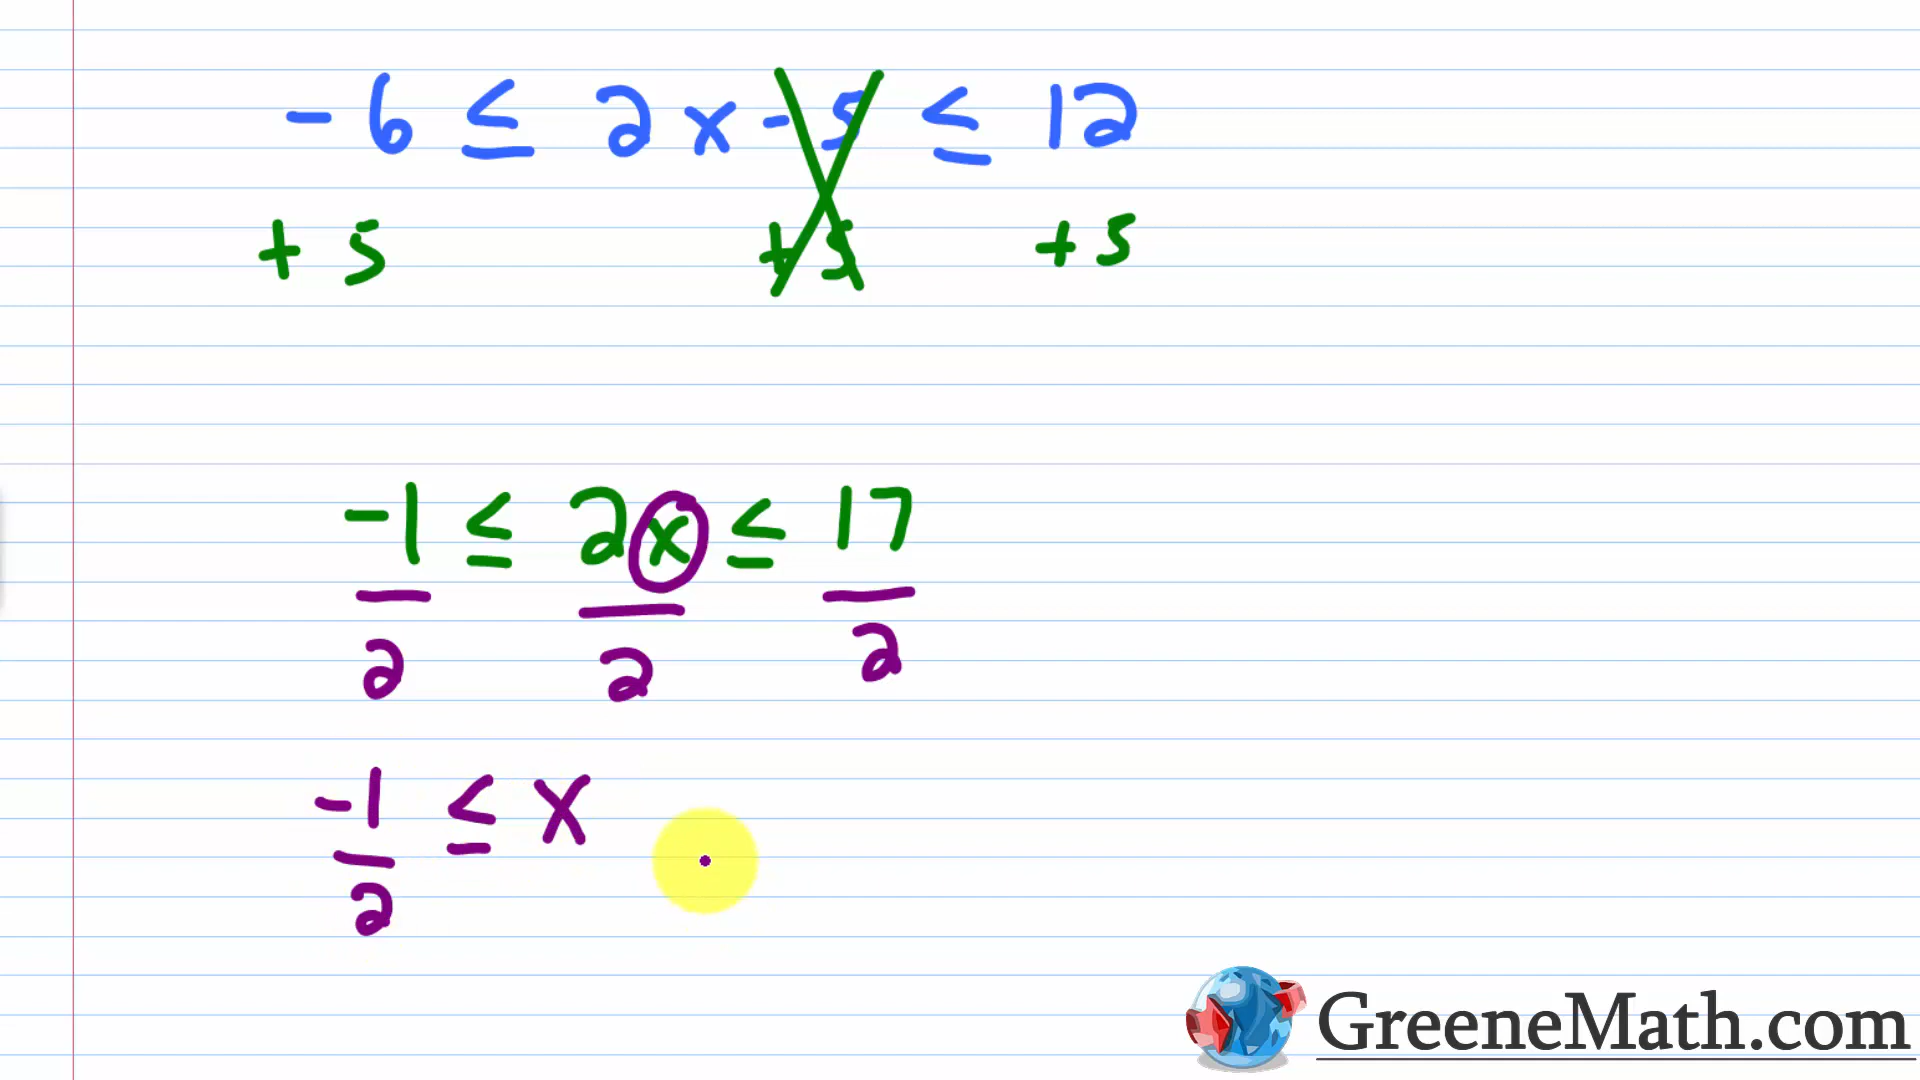 -6 ≤ 2x - 5 ≤ 12
+ 5 + 5 + 5
-1 ≤ 2x ≤ 17
2 2 2
-1 ≤ x
2
GreeneMath.com